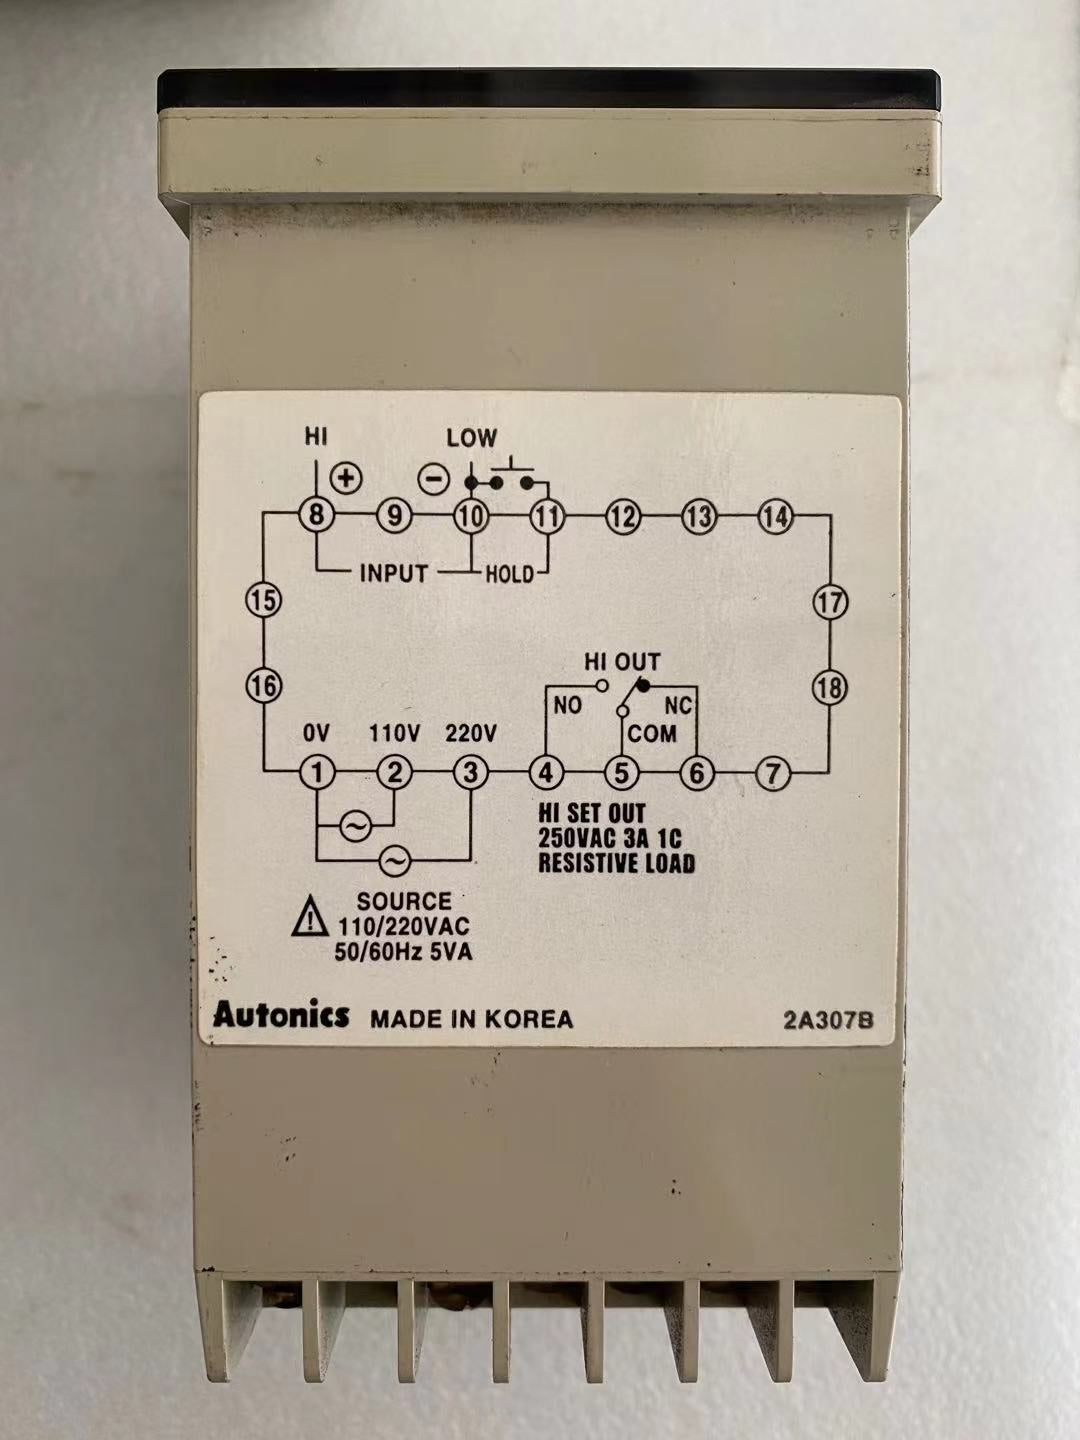 HI LOW
+ −
8 9 10 11 12 13 14
INPUT HOLD
15 17
16 18
HI OUT
NO NC
COM
0V 110V 220V
1 2 3 4 5 6 7
HI SET OUT
250VAC 3A 1C
RESISTIVE LOAD
SOURCE
110/220VAC
50/60Hz 5VA
Autonics MADE IN KOREA 2A307B